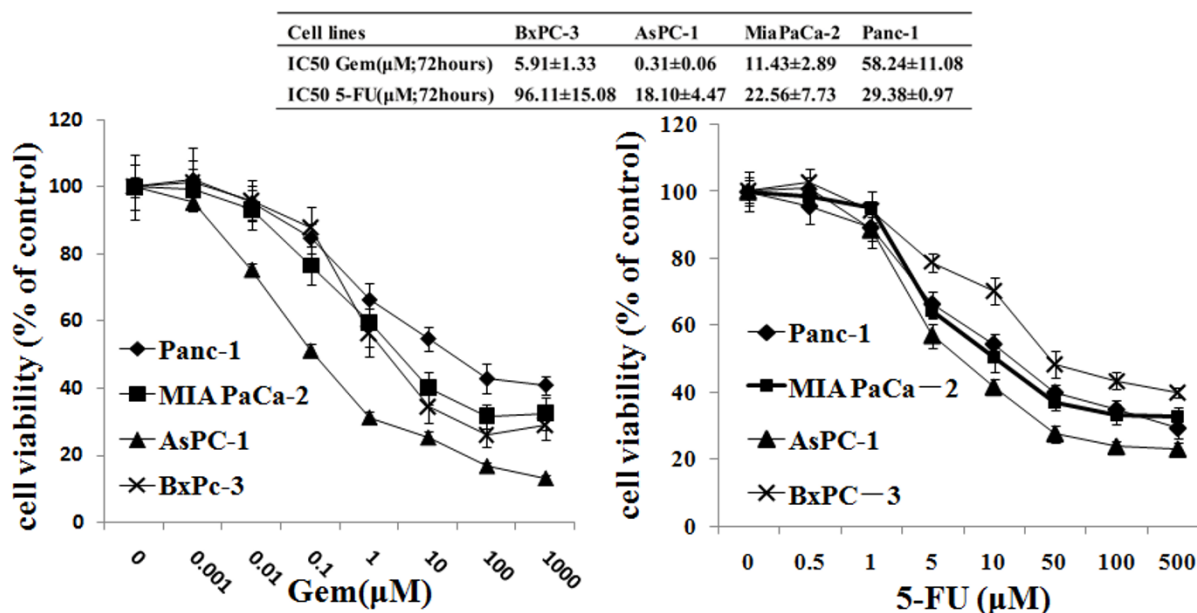 Cell lines BxPC-3 AsPC-1 MiaPaCa-2 Panc-1
IC50 Gem(μM;72hours) 5.91±1.33 0.31±0.06 11.43±2.89 58.24±11.08
IC50 5-FU(μM;72hours) 96.11±15.08 18.10±4.47 22.56±7.73 29.38±0.97
cell viability (% of control)
120
100
80
60
40
20
0
Panc-1
MIA PaCa-2
AsPC-1
BxPc-3
0 0.001 0.01 0.1 1 10 100 1000
Gem(μM)
cell viability (% of control)
120
100
80
60
40
20
0
Panc-1
MIA PaCa—2
AsPC-1
BxPC—3
0 0.5 1 5 10 50 100 500
5-FU (μM)